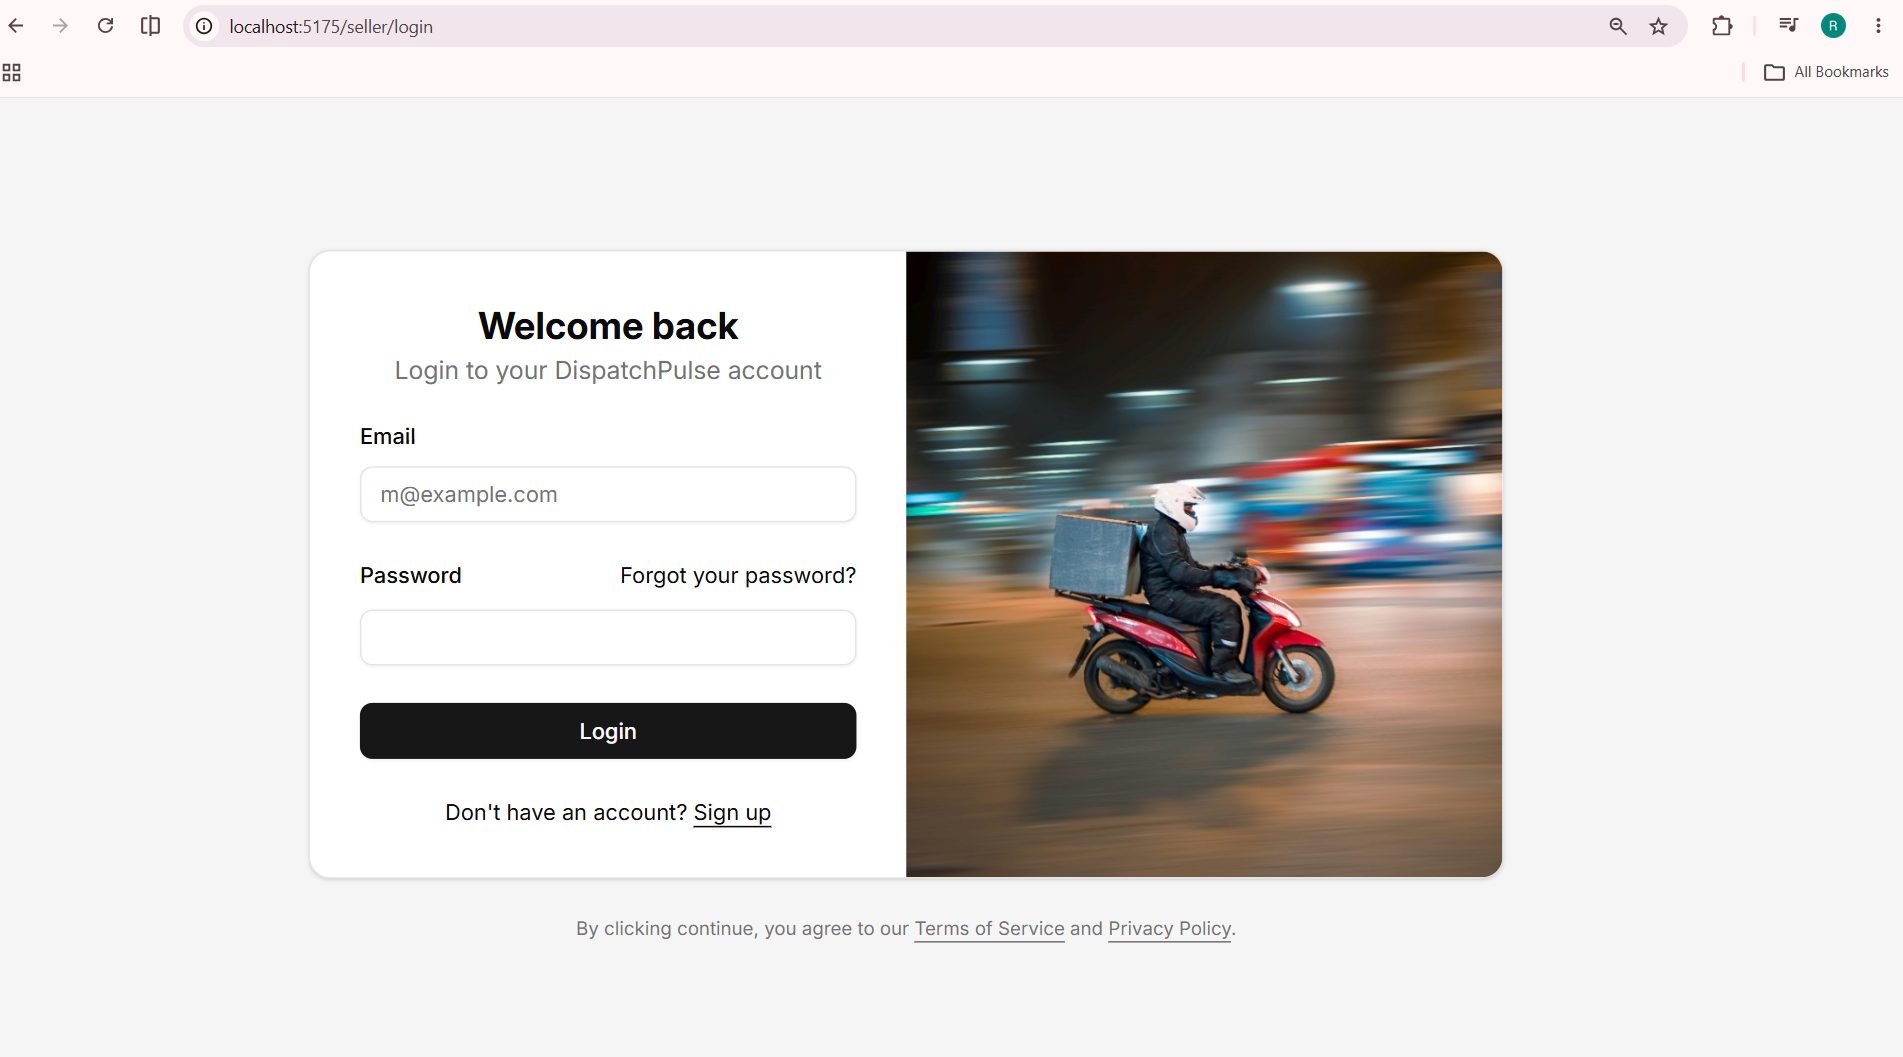 localhost:5175/seller/login
R
All Bookmarks
Welcome back
Login to your DispatchPulse account
Email
m@example.com
Password
Forgot your password?
Login
Don't have an account? Sign up
By clicking continue, you agree to our Terms of Service and Privacy Policy.